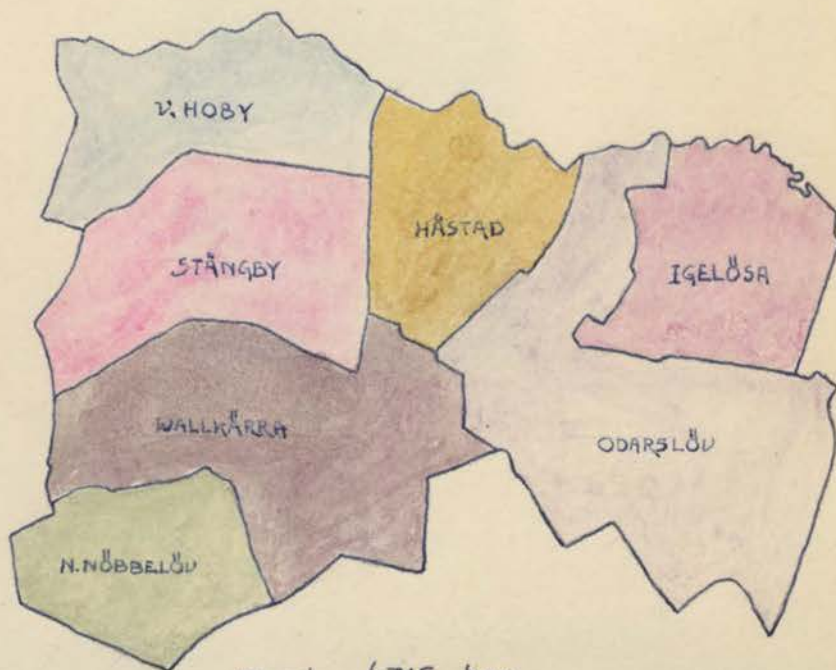 V. HOBY
HÅSTAD
STÅNGBY
IGELÖSA
WALLKÄRRA
ODARSLÖV
N. NÖBBELÖV